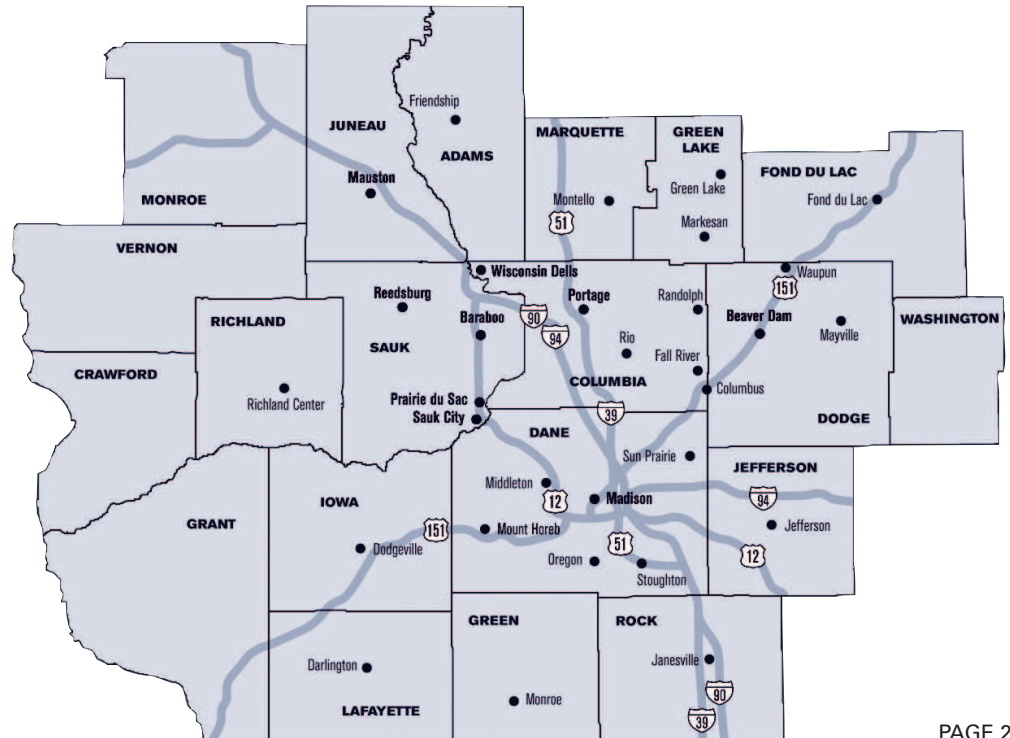 Friendship
JUNEAU
MARQUETTE
GREEN
LAKE
ADAMS
FOND DU LAC
Mauston
Green Lake
MONROE
Montello
Fond du Lac
51
Markesan
VERNON
Wisconsin Dells
Waupun
151
Reedsburg
Portage
Randolph
RICHLAND
Baraboo
90
Beaver Dam
WASHINGTON
94
Rio
Mayville
SAUK
Fall River
CRAWFORD
COLUMBIA
Columbus
Richland Center
Prairie du Sac
39
Sauk City
DODGE
DANE
Sun Prairie
JEFFERSON
Middleton
IOWA
12
Madison
94
GRANT
151
Mount Horeb
Jefferson
51
Dodgeville
Oregon
12
Stoughton
GREEN
ROCK
Darlington
Janesville
90
Monroe
LAFAYETTE
39
PAGE 2